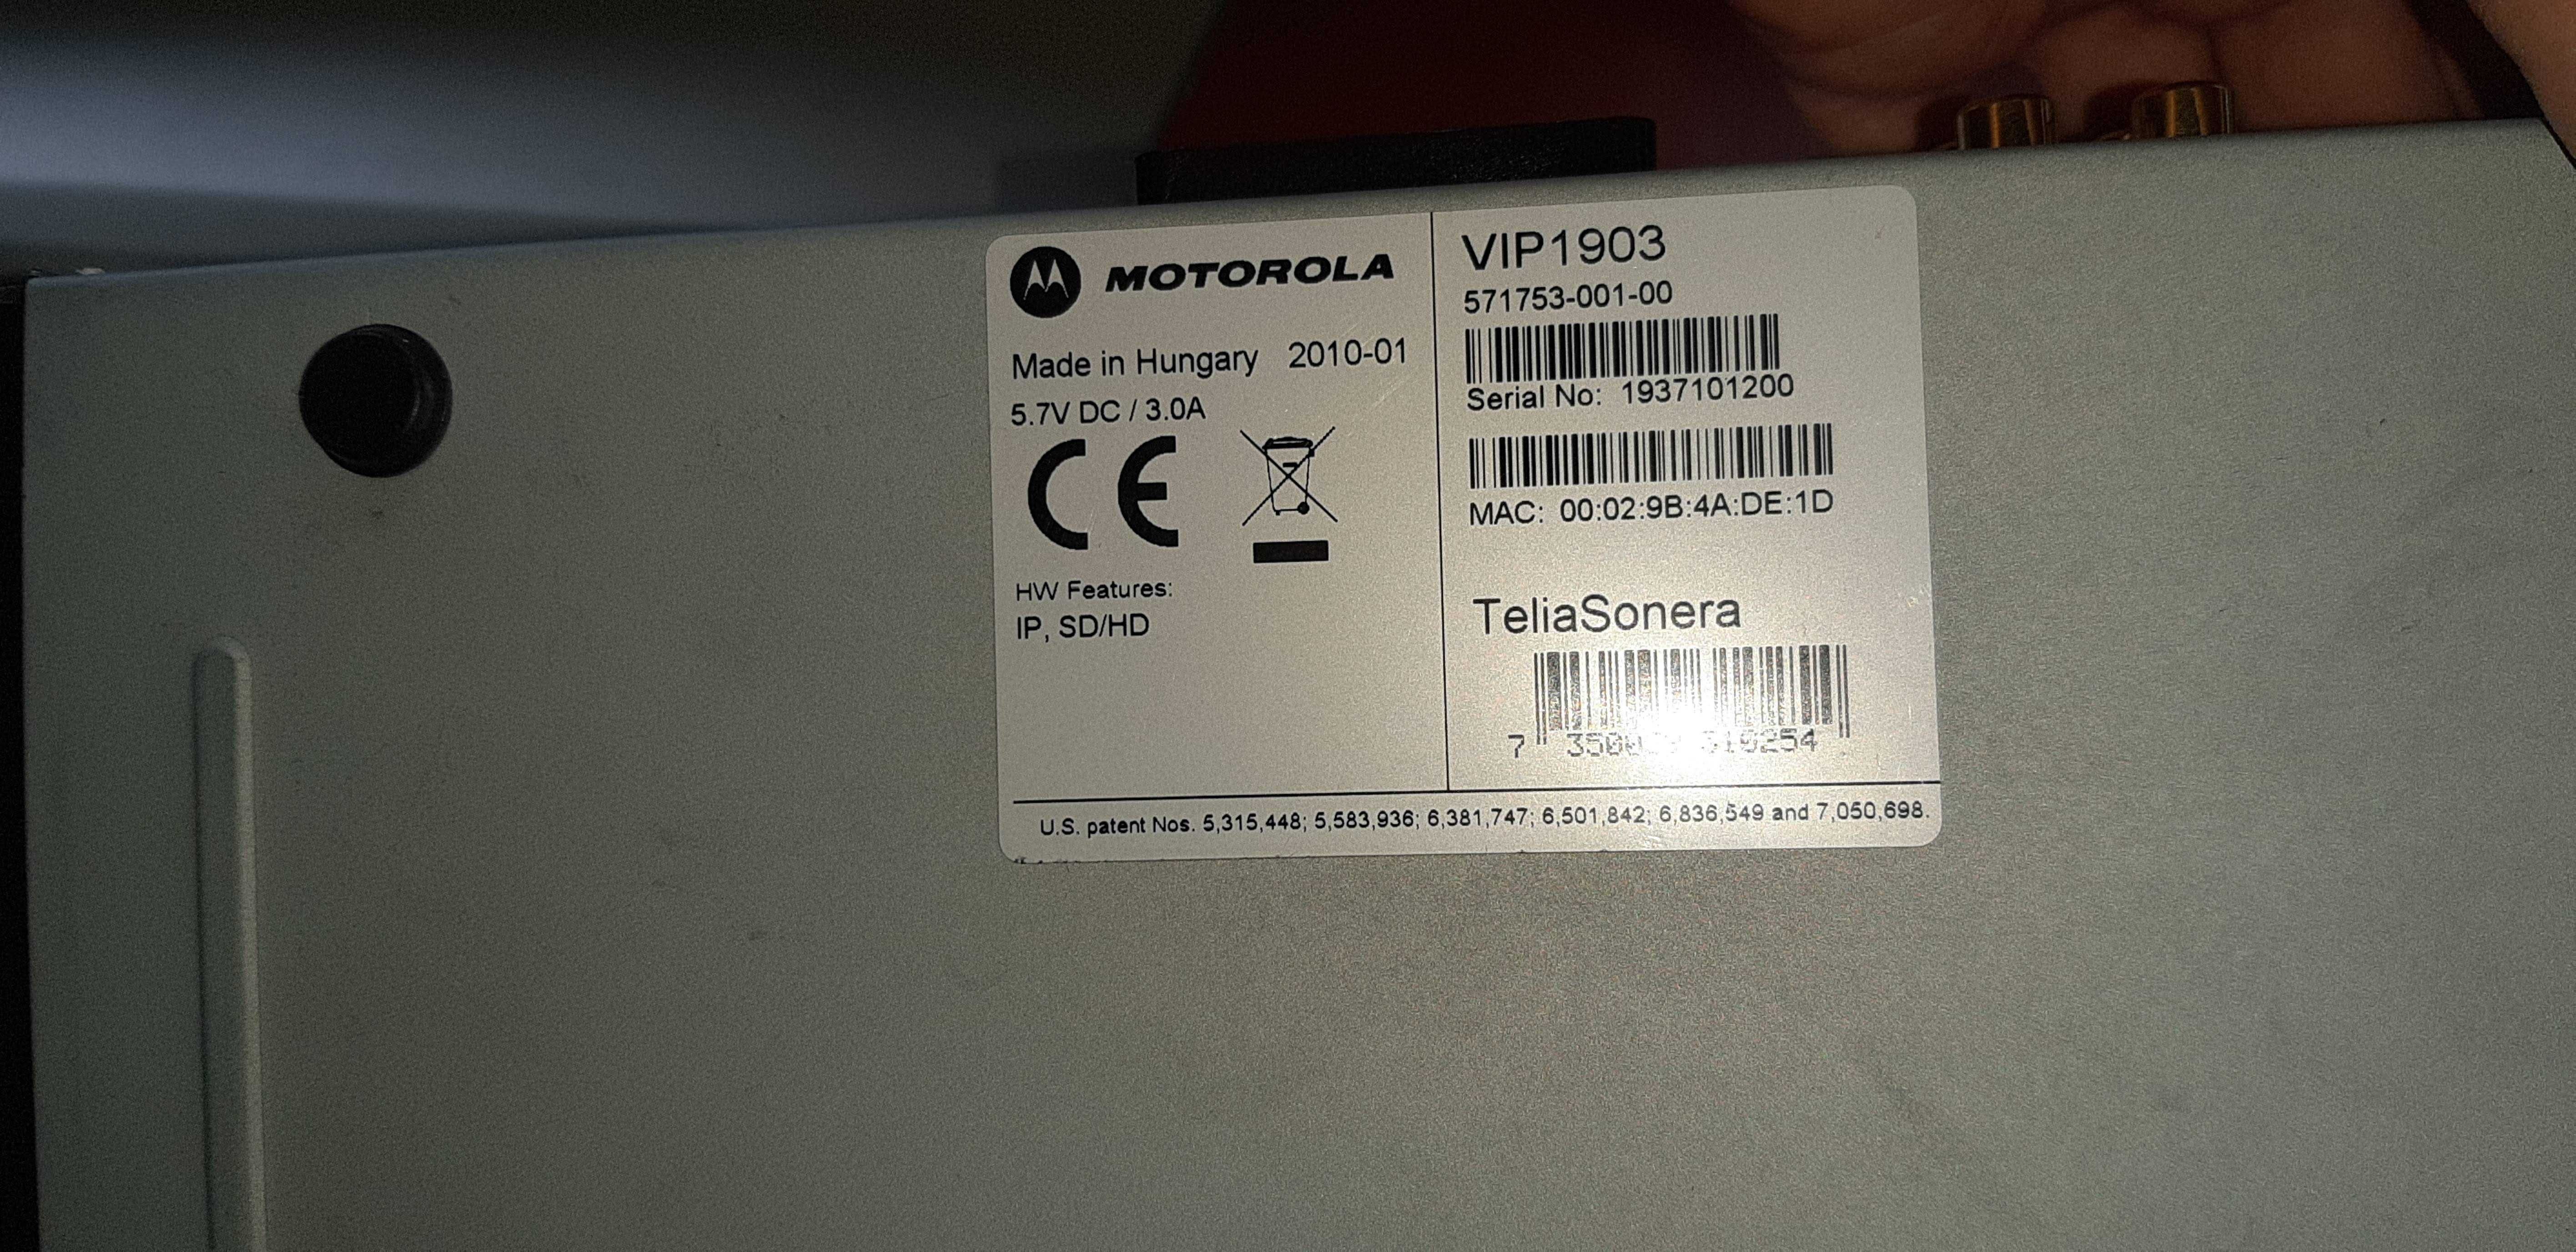 MOTOROLA
Made in Hungary 2010-01
5.7V DC / 3.0A
CE
HW Features:
IP, SD/HD
VIP1903
571753-001-00
Serial No: 1937101200
MAC: 00:02:9B:4A:DE:1D
TeliaSonera
7
U.S. patent Nos. 5,315,448; 5,583,936; 6,381,747; 6,501,842; 6,836,549 and 7,050,698.